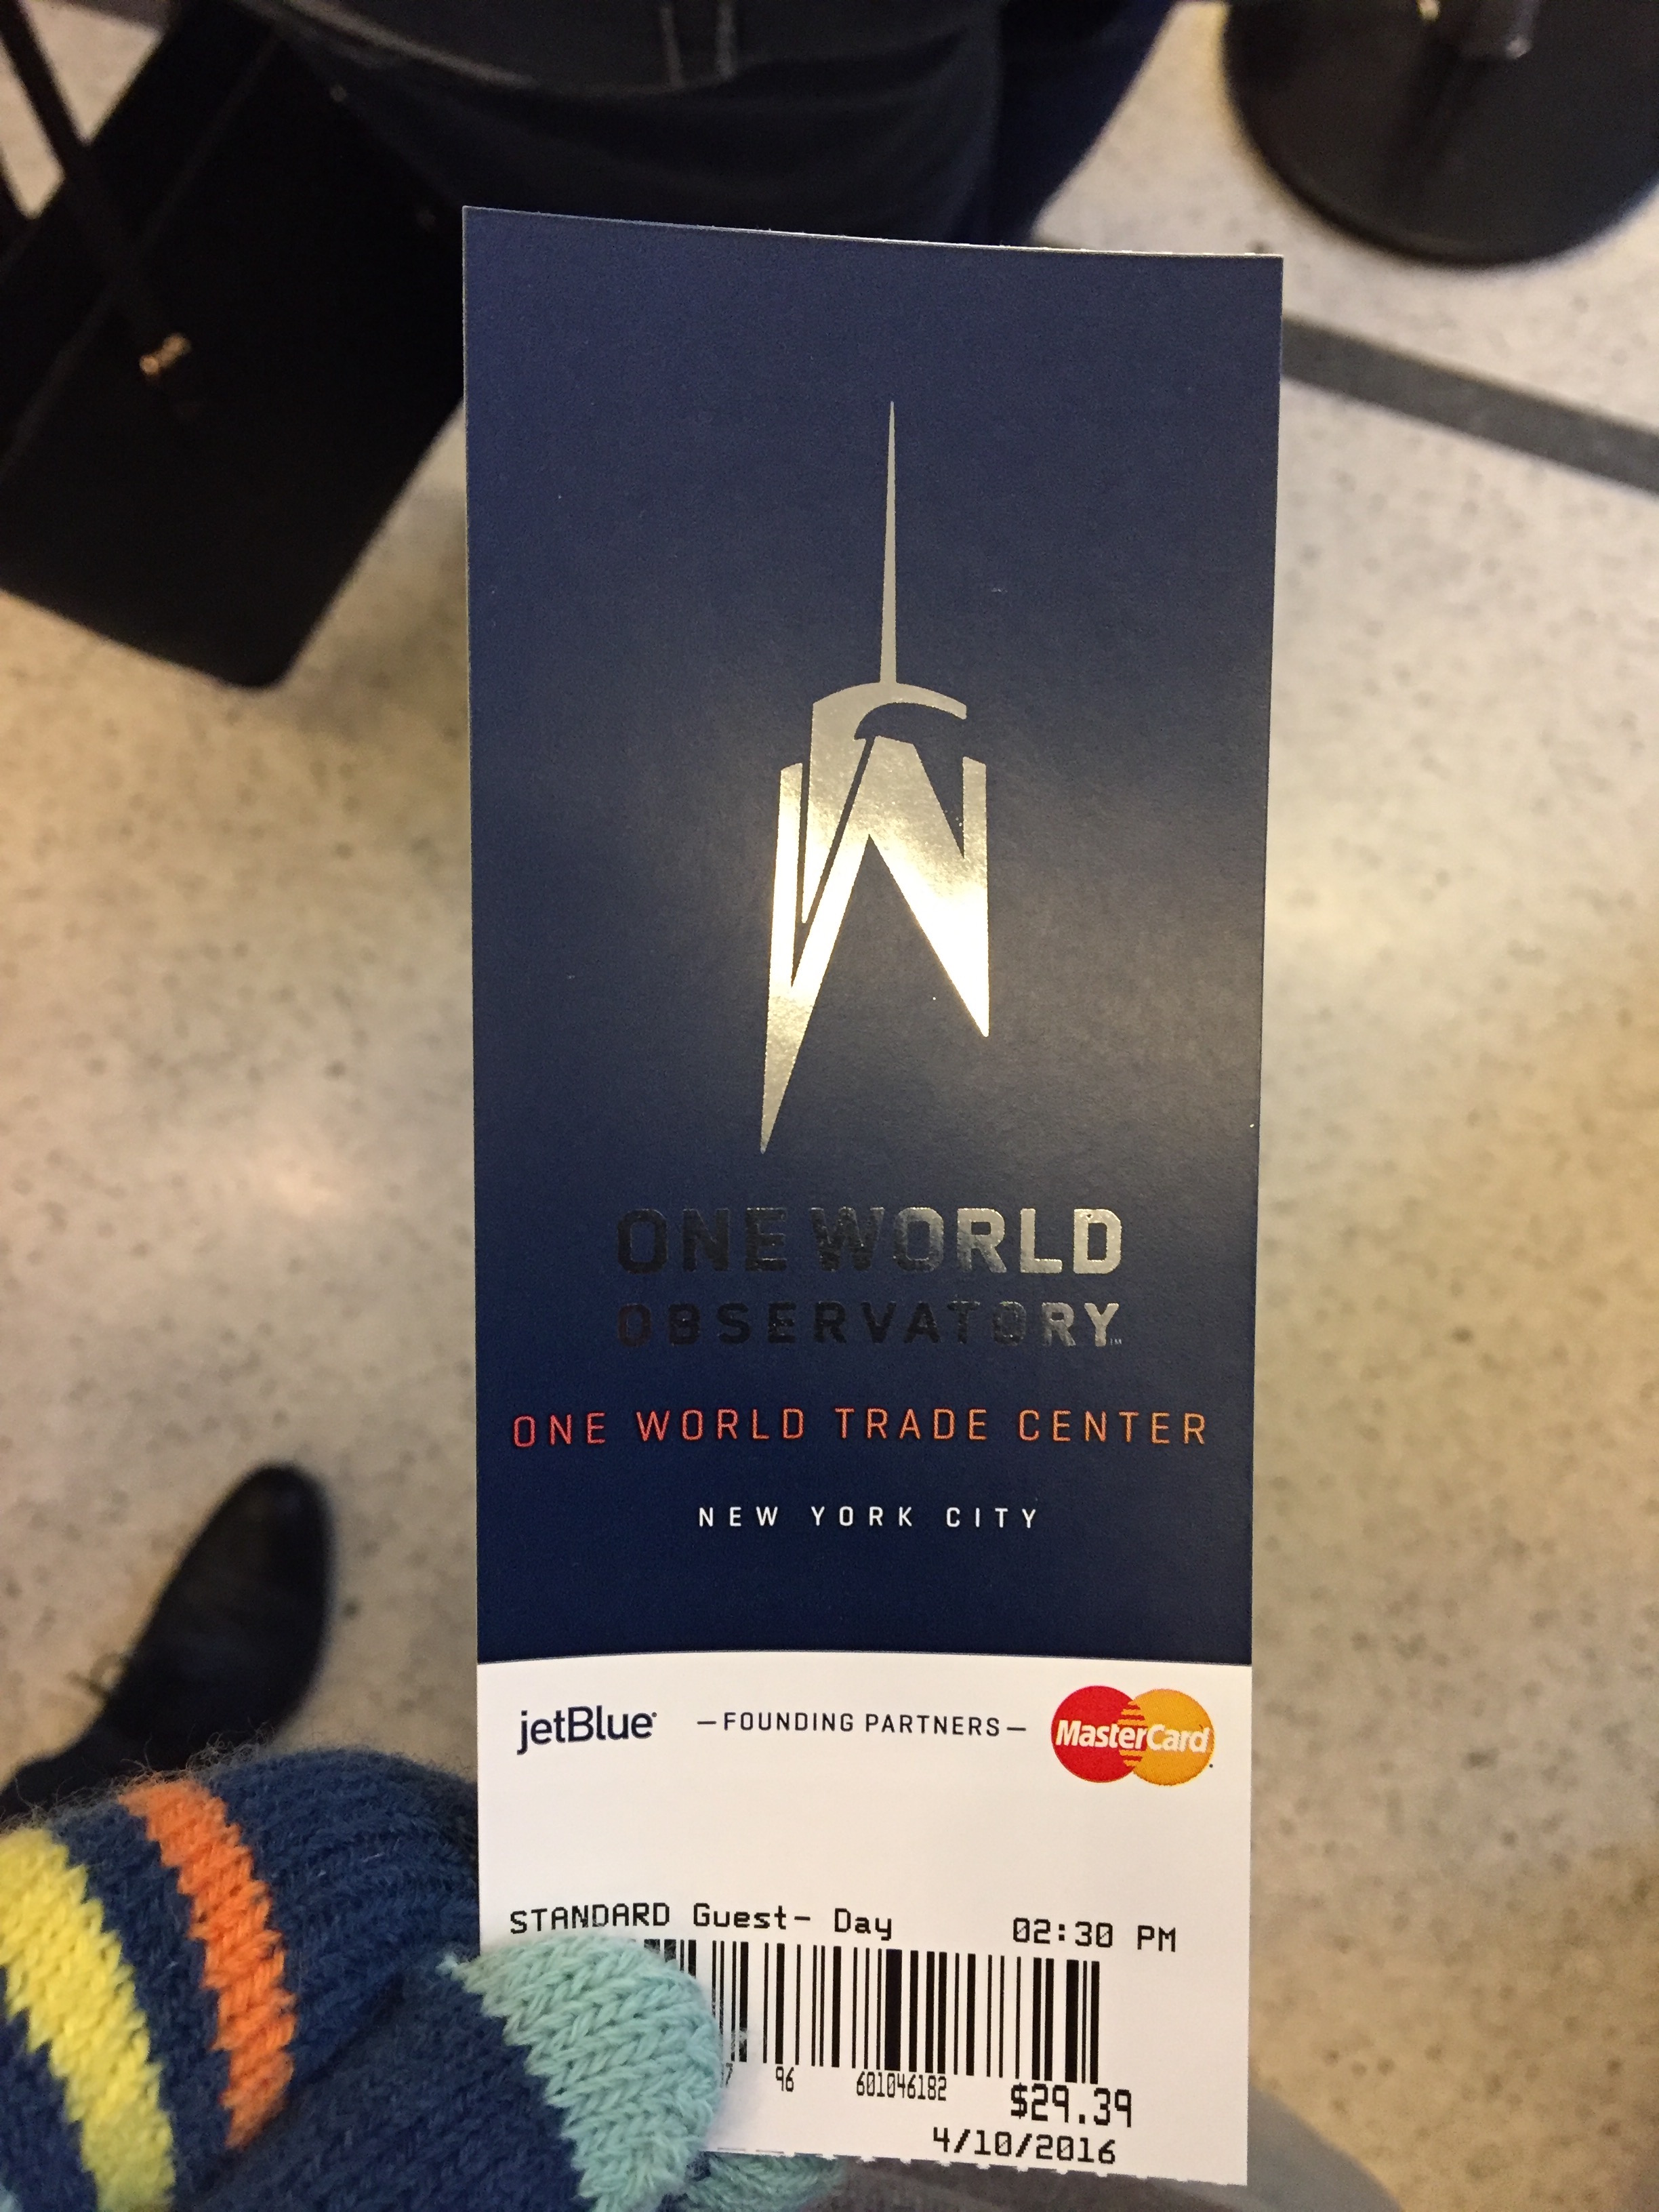 ONE WORLD
OBSERVATORY™
ONE WORLD TRADE CENTER
NEW YORK CITY
jetBlue
—FOUNDING PARTNERS—
MasterCard
STANDARD Guest- Day 02:30 PM
96 601046182
$29.39
4/10/2016